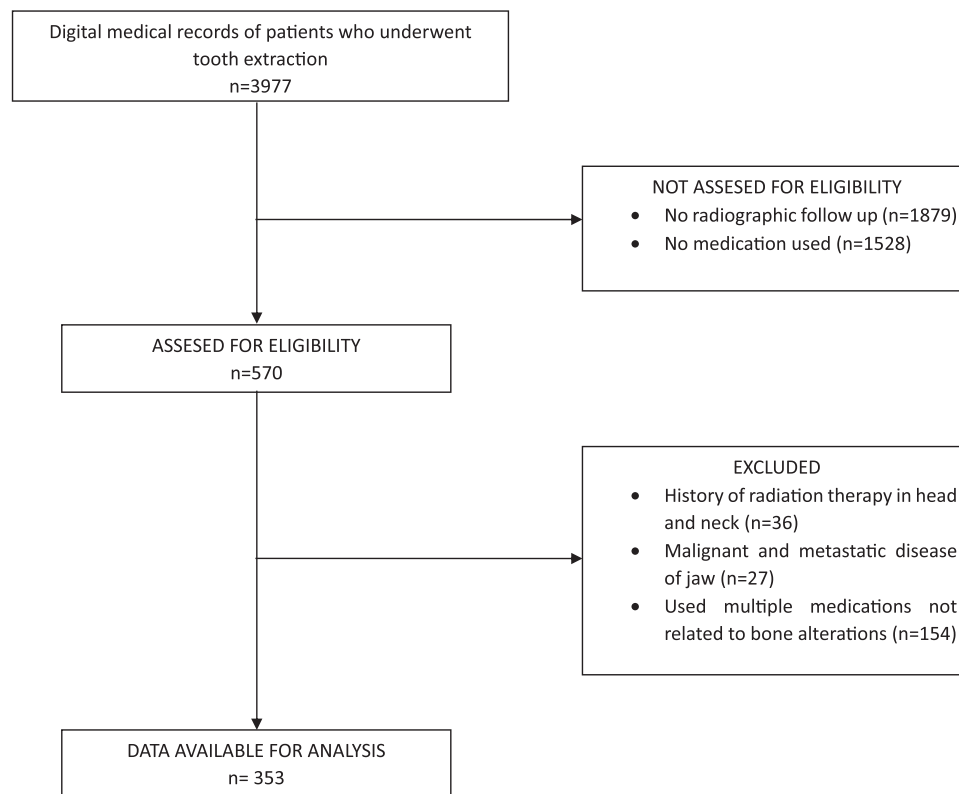 Digital medical records of patients who underwent
tooth extraction
n=3977
NOT ASSESED FOR ELIGIBILITY
• No radiographic follow up (n=1879)
• No medication used (n=1528)
ASSESED FOR ELIGIBILITY
n=570
EXCLUDED
• History of radiation therapy in head
and neck (n=36)
• Malignant and metastatic disease
of jaw (n=27)
• Used multiple medications not
related to bone alterations (n=154)
DATA AVAILABLE FOR ANALYSIS
n= 353